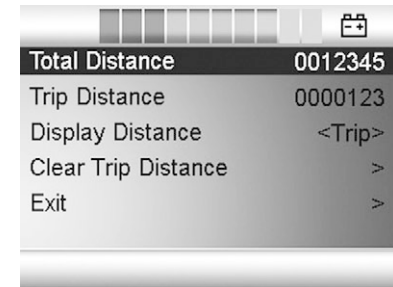 Total Distance 0012345
Trip Distance 0000123
Display Distance <Trip>
Clear Trip Distance >
Exit >